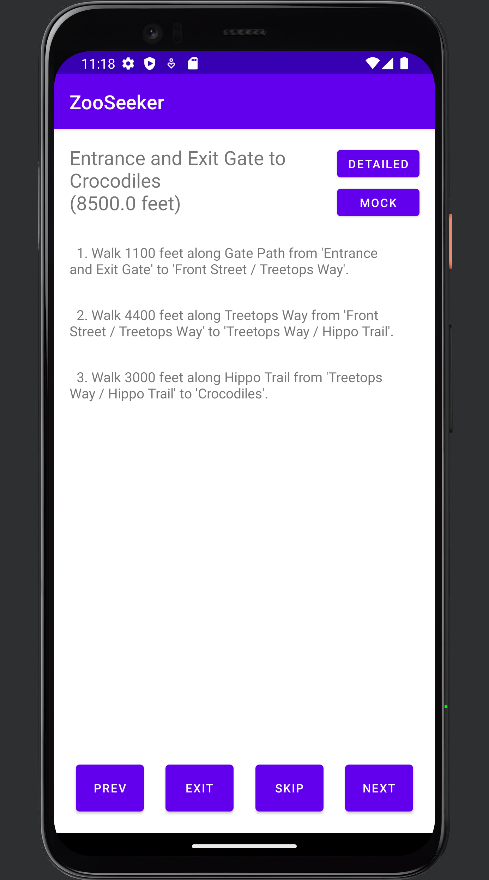 11:18
ZooSeeker
Entrance and Exit Gate to
Crocodiles
(8500.0 feet)
DETAILED
MOCK
1. Walk 1100 feet along Gate Path from 'Entrance
and Exit Gate' to 'Front Street / Treetops Way'.
2. Walk 4400 feet along Treetops Way from 'Front
Street / Treetops Way' to 'Treetops Way / Hippo Trail'.
3. Walk 3000 feet along Hippo Trail from 'Treetops
Way / Hippo Trail' to 'Crocodiles'.
PREV EXIT SKIP NEXT